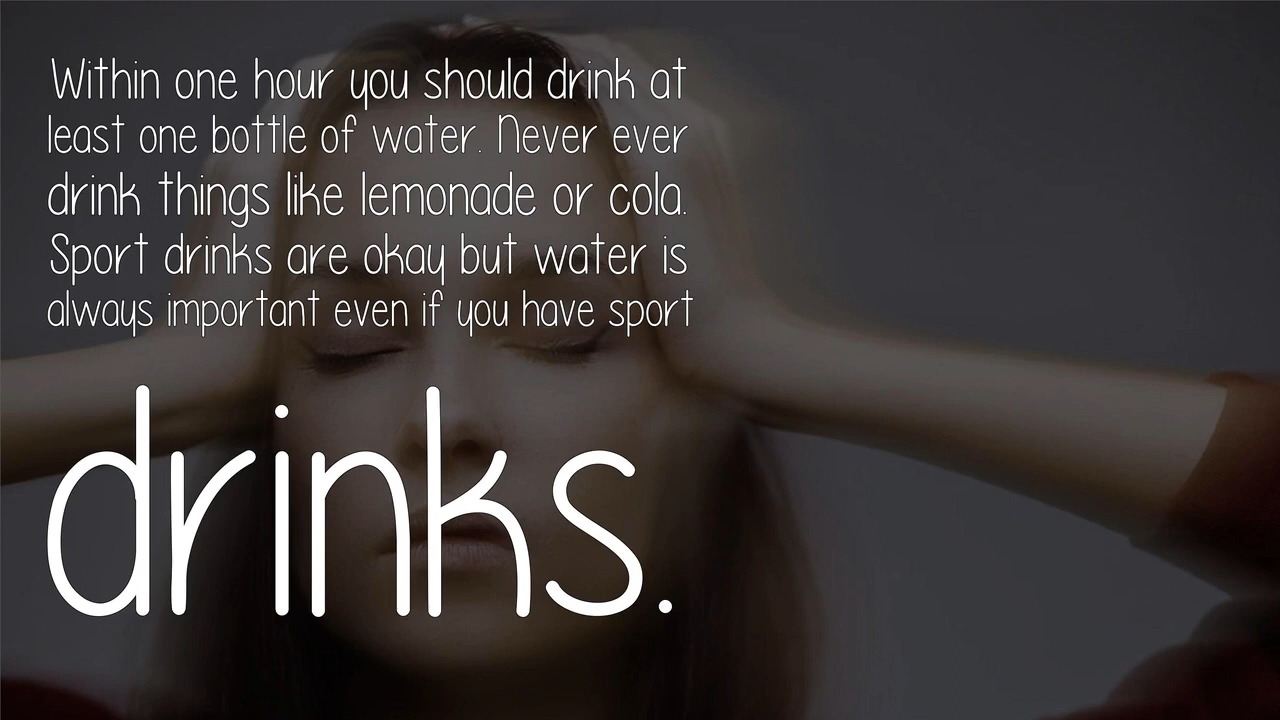 Within one hour you should drink at
least one bottle of water. Never ever
drink things like lemonade or cola.
Sport drinks are okay but water is
always important even if you have sport
drinks.